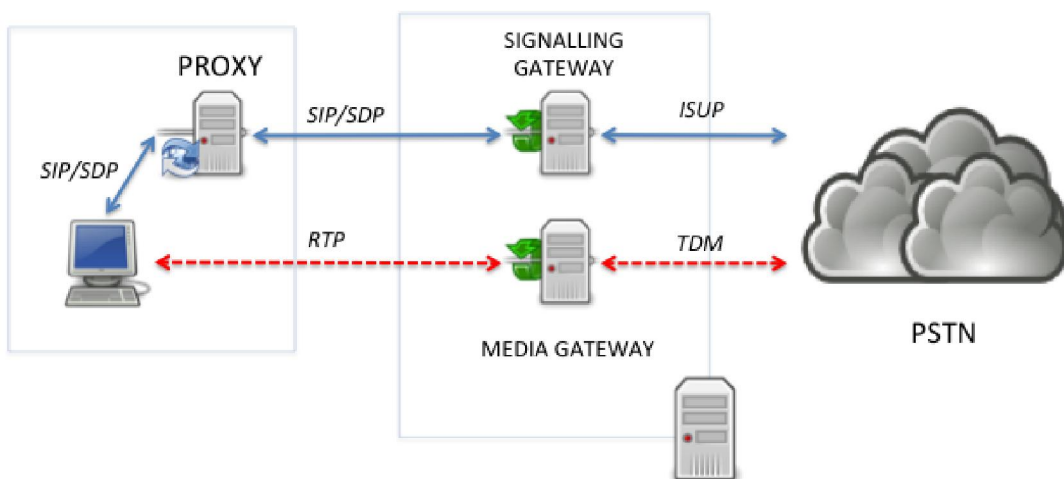 SIGNALLING
GATEWAY
PROXY
SIP/SDP
ISUP
SIP/SDP
RTP
TDM
MEDIA GATEWAY
PSTN